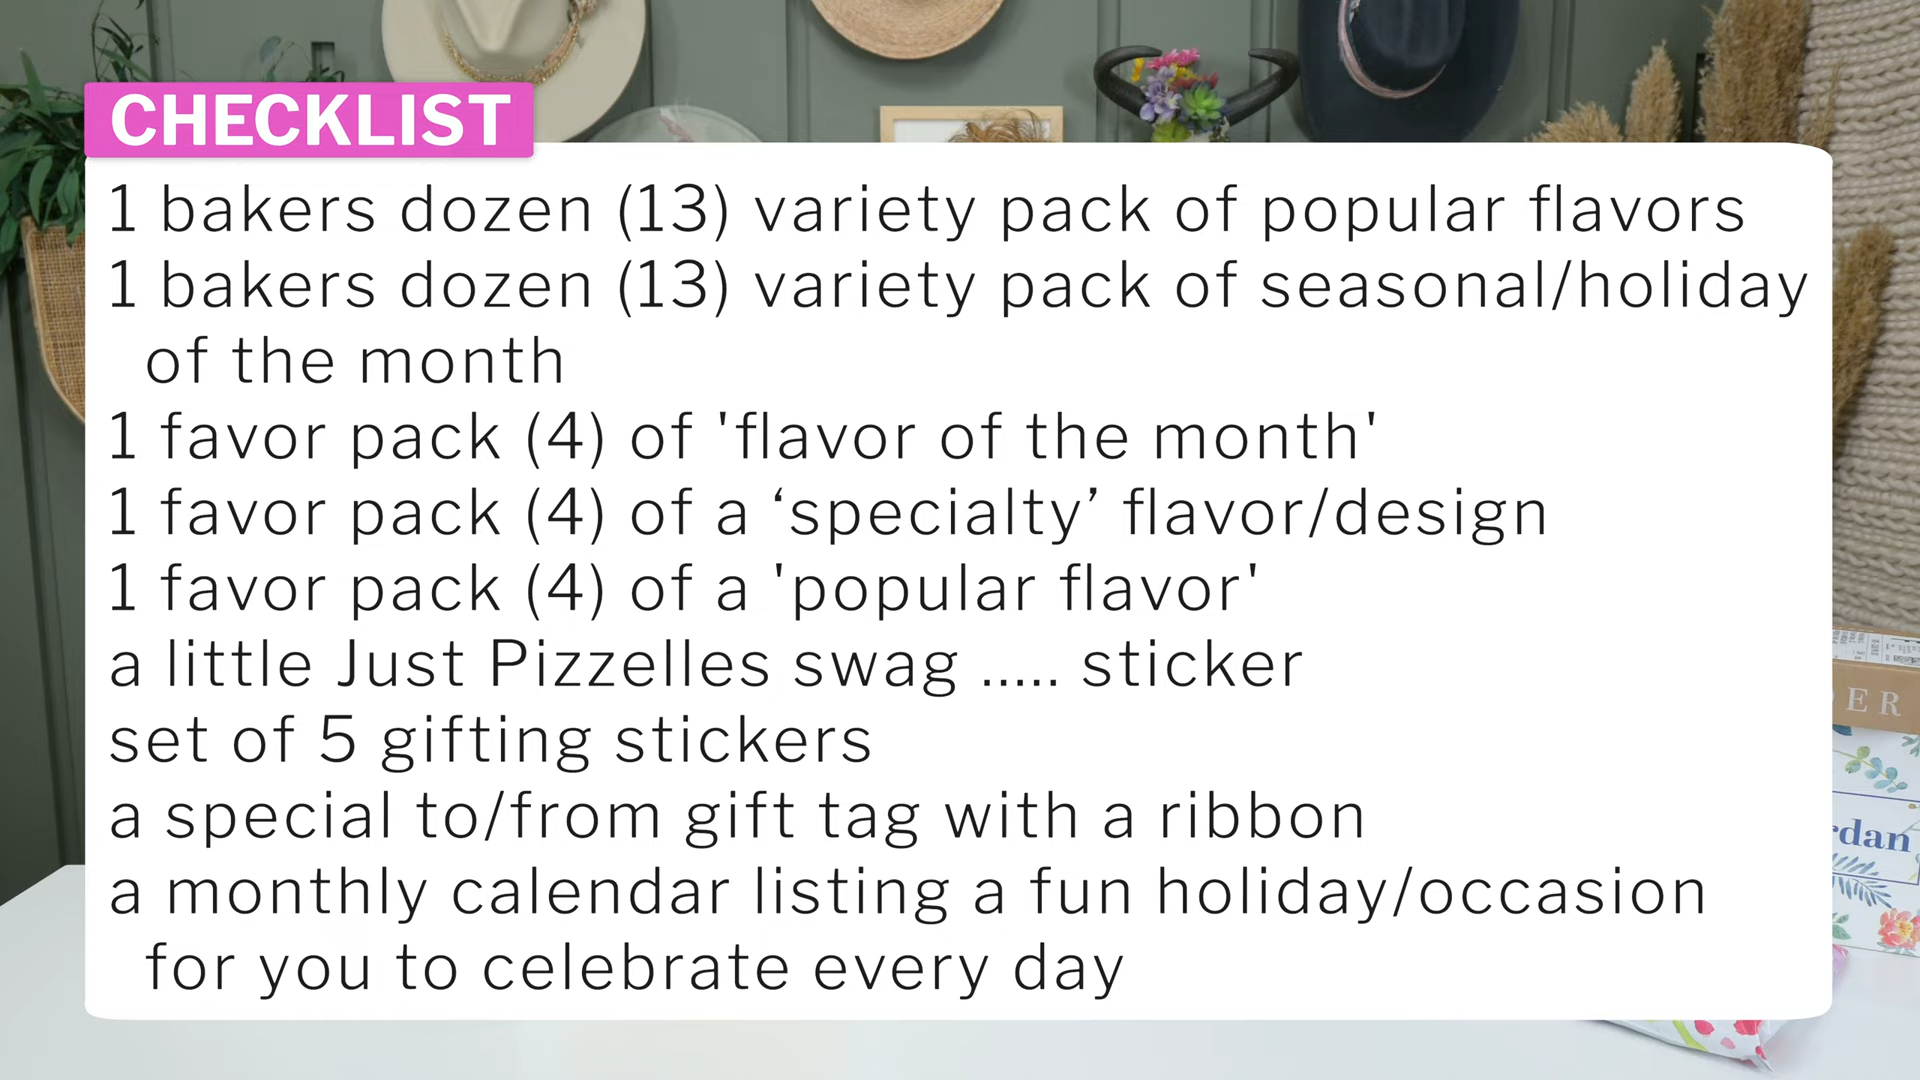 CHECKLIST
1 bakers dozen (13) variety pack of popular flavors
1 bakers dozen (13) variety pack of seasonal/holiday
of the month
1 favor pack (4) of 'flavor of the month'
1 favor pack (4) of a ‘specialty’ flavor/design
1 favor pack (4) of a 'popular flavor'
a little Just Pizzelles swag ..... sticker
set of 5 gifting stickers
a special to/from gift tag with a ribbon
a monthly calendar listing a fun holiday/occasion
for you to celebrate every day
ER
rdan